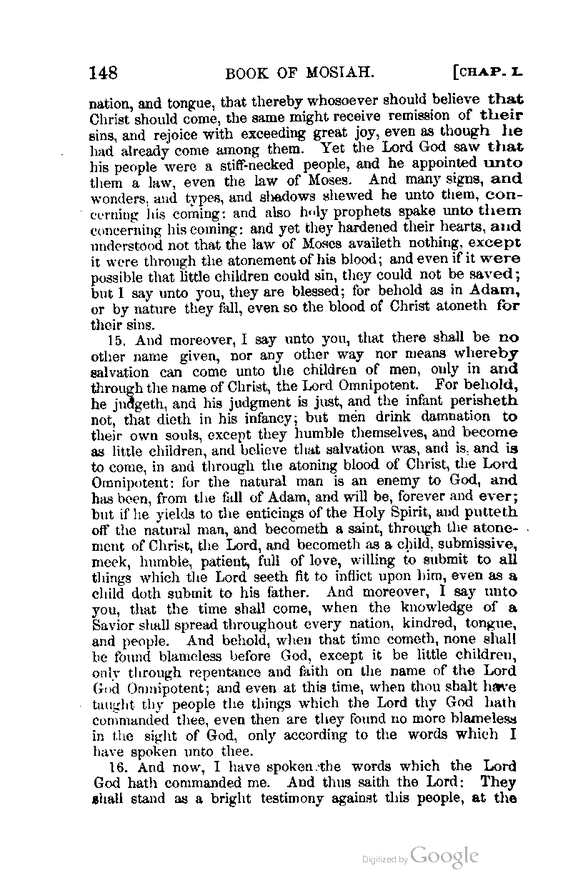 148 BOOK OF MOSIAH. [CHAP. I.
nation, and tongue, that thereby whosoever should believe that
Christ should come, the same might receive remission of their
sins, and rejoice with exceeding great joy, even as though he
had already come among them. Yet the Lord God saw that
his people were a stiff-necked people, and he appointed unto
them a law, even the law of Moses. And many signs, and
wonders, and types, and shadows shewed he unto them, con-
cerning his coming: and also holy prophets spake unto them
concerning his coming: and yet they hardened their hearts, and
understood not that the law of Moses availeth nothing, except
it were through the atonement of his blood; and even if it were
possible that little children could sin, they could not be saved;
but I say unto you, they are blessed; for behold as in Adam,
or by nature they fall, even so the blood of Christ atoneth for
their sins.
15. And moreover, I say unto you, that there shall be no
other name given, nor any other way nor means whereby
salvation can come unto the children of men, only in and
through the name of Christ, the Lord Omnipotent. For behold,
he judgeth, and his judgment is just, and the infant perisheth
not, that dieth in his infancy; but men drink damnation to
their own souls, except they humble themselves, and become
as little children, and believe that salvation was, and is, and is
to come, in and through the atoning blood of Christ, the Lord
Omnipotent: for the natural man is an enemy to God, and
has been, from the fall of Adam, and will be, forever and ever;
but if he yields to the enticings of the Holy Spirit, and putteth
off the natural man, and becometh a saint, through the atone-
ment of Christ, the Lord, and becometh as a child, submissive,
meek, humble, patient, full of love, willing to submit to all
things which the Lord seeth fit to inflict upon him, even as a
child doth submit to his father. And moreover, I say unto
you, that the time shall come, when the knowledge of a
Savior shall spread throughout every nation, kindred, tongue,
and people. And behold, when that time cometh, none shall
be found blameless before God, except it be little children,
only through repentance and faith on the name of the Lord
God Omnipotent; and even at this time, when thou shalt have
taught thy people the things which the Lord thy God hath
commanded thee, even then are they found no more blameless
in the sight of God, only according to the words which I
have spoken unto thee.
16. And now, I have spoken the words which the Lord
God hath commanded me. And thus saith the Lord: They
shall stand as a bright testimony against this people, at the
Digitized by Google